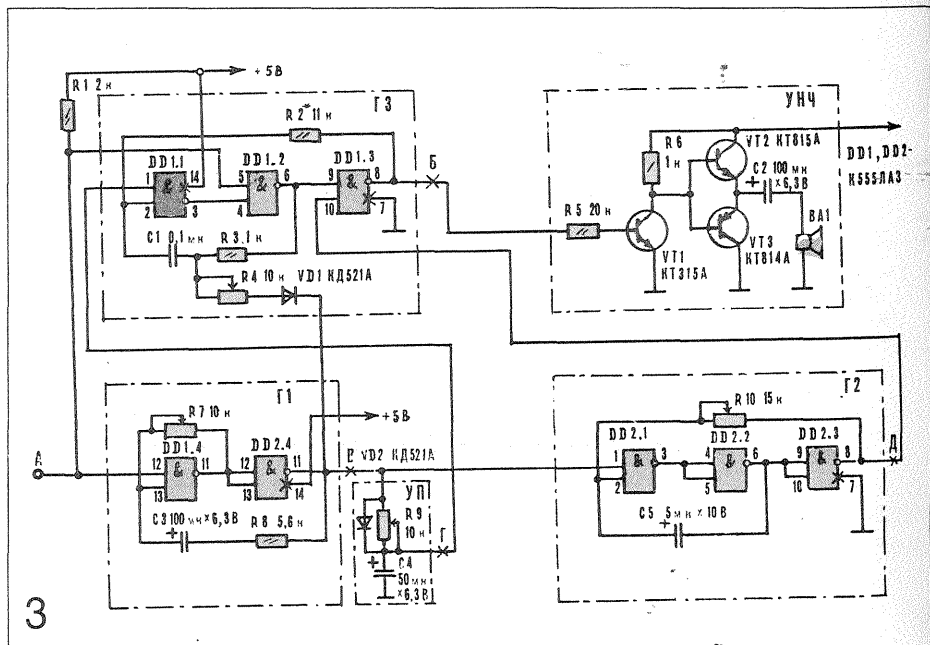 +5В
R1 2к
Г3
R2* 11к
DD1.1
DD1.2
DD1.3
1
14
&
2
3
5
&
6
4
9
&
8
10
7
Б
C1 0,1мк
R3 1к
R4 10к
VD1 КД521А
УНЧ
R6
1к
VT2 КТ815А
C2 100мк
+
×6,3В
R5 20к
VT1
КТ315А
VT3
КТ814А
ВА1
DD1, DD2-
К555ЛА3
Г1
R7 10к
DD1.4
DD2.4
+5В
А
12
&
11
13
12
&
11
13
14
C3 100мк×6,3В
+
R8 5,6к
VD2 КД521А
УП
R9
10к
Г
+
C4
50мк
×6,3В
Г2
R10 15к
DD2.1
DD2.2
DD2.3
1
&
3
2
4
&
6
5
9
&
8
10
7
Д
C5 5мк×10В
+
3